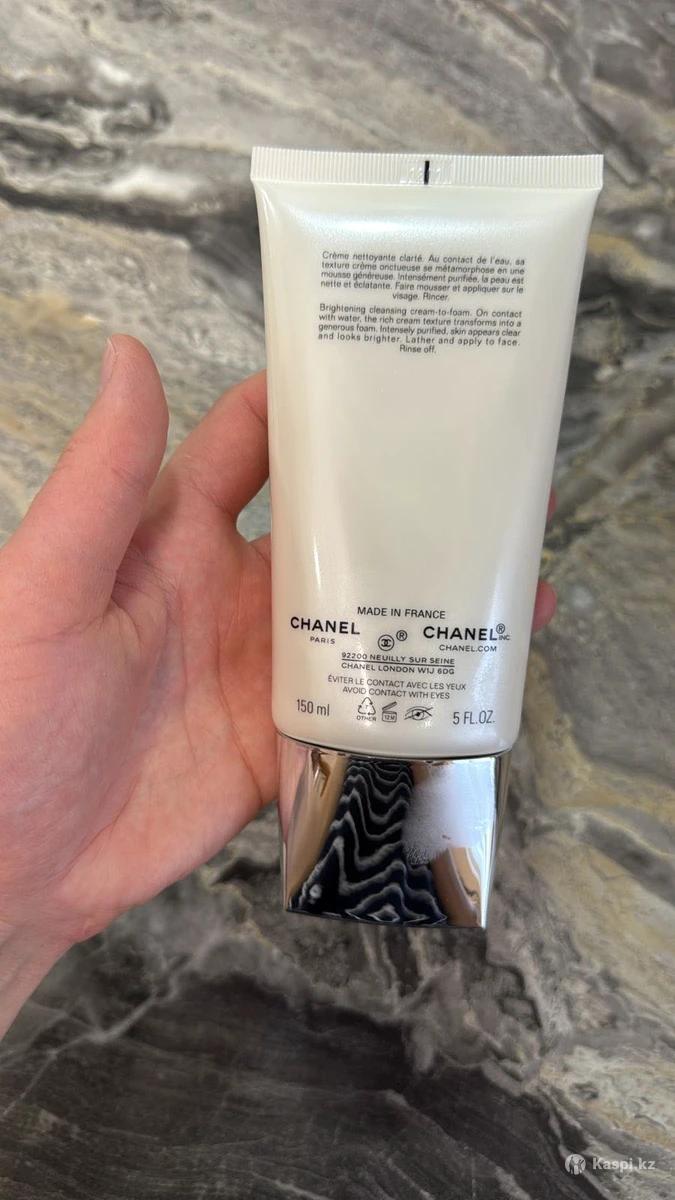 Crème nettoyante clarté. Au contact de l'eau, sa
texture crème onctueuse se métamorphose en une
mousse généreuse. Intensément purifiée, la peau est
nette et éclatante. Faire mousser et appliquer sur le
visage. Rincer.
Brightening cleansing cream-to-foam. On contact
with water, the rich cream texture transforms into a
generous foam. Intensely purified, skin appears clear
and looks brighter. Lather and apply to face.
Rinse off.
MADE IN FRANCE
CHANEL ® CHANEL® INC.
PARIS CHANEL.COM
92200 NEUILLY SUR SEINE
CHANEL LONDON W1J 6DG
ÉVITER LE CONTACT AVEC LES YEUX
AVOID CONTACT WITH EYES
150 ml 7 OTHER 12M 5 FL.OZ.
Kaspi.kz